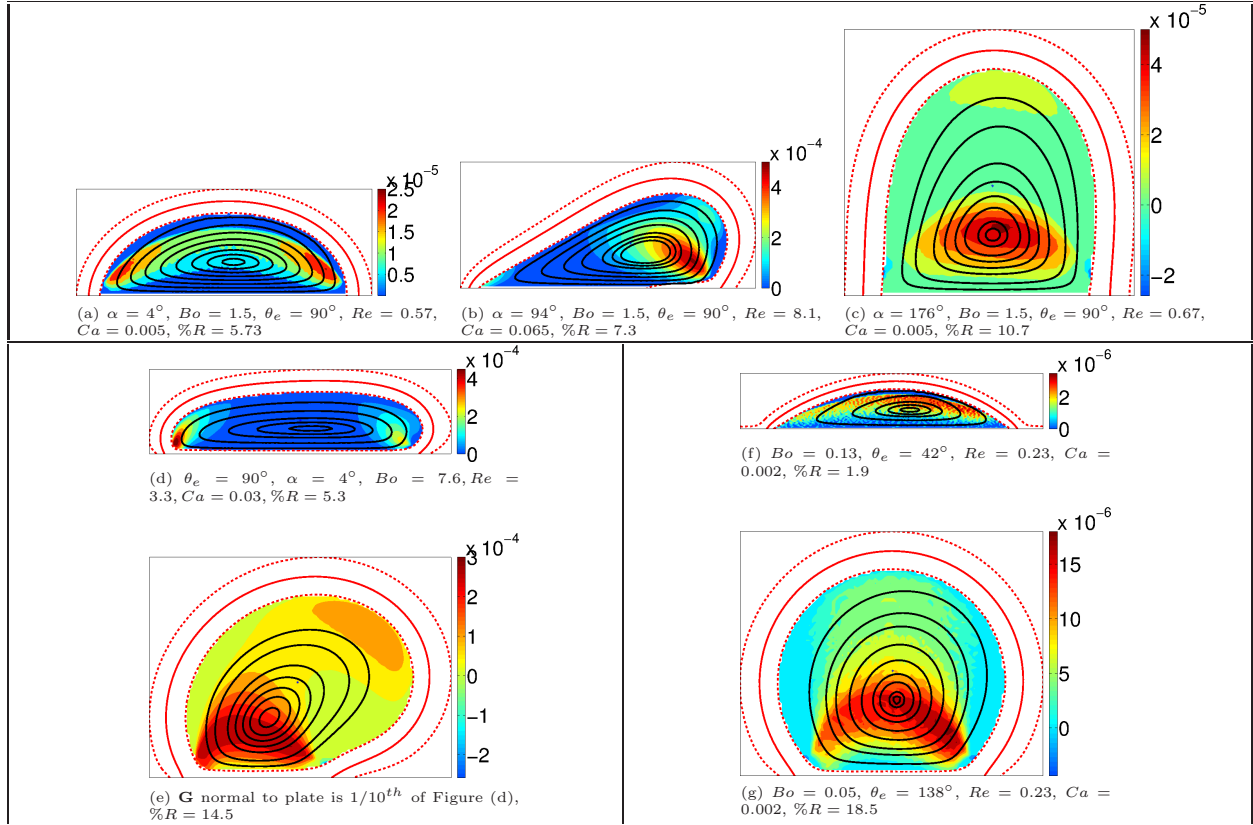 x 10⁻⁵
4
2
0
−2
x 10⁻⁴
4
2
0
x 10⁻⁵
2.5
2
1.5
1
0.5
(a) α = 4°, Bo = 1.5, θe = 90°, Re = 0.57,
Ca = 0.005, %R = 5.73
(b) α = 94°, Bo = 1.5, θe = 90°, Re = 8.1,
Ca = 0.065, %R = 7.3
(c) α = 176°, Bo = 1.5, θe = 90°, Re = 0.67,
Ca = 0.005, %R = 10.7
x 10⁻⁴
4
2
0
(d) θe = 90°, α = 4°, Bo = 7.6, Re =
3.3, Ca = 0.03, %R = 5.3
x 10⁻⁴
3
2
1
0
−1
−2
(e) G normal to plate is 1/10ᵗʰ of Figure (d),
%R = 14.5
x 10⁻⁶
2
0
(f) Bo = 0.13, θe = 42°, Re = 0.23, Ca =
0.002, %R = 1.9
x 10⁻⁶
15
10
5
0
(g) Bo = 0.05, θe = 138°, Re = 0.23, Ca =
0.002, %R = 18.5